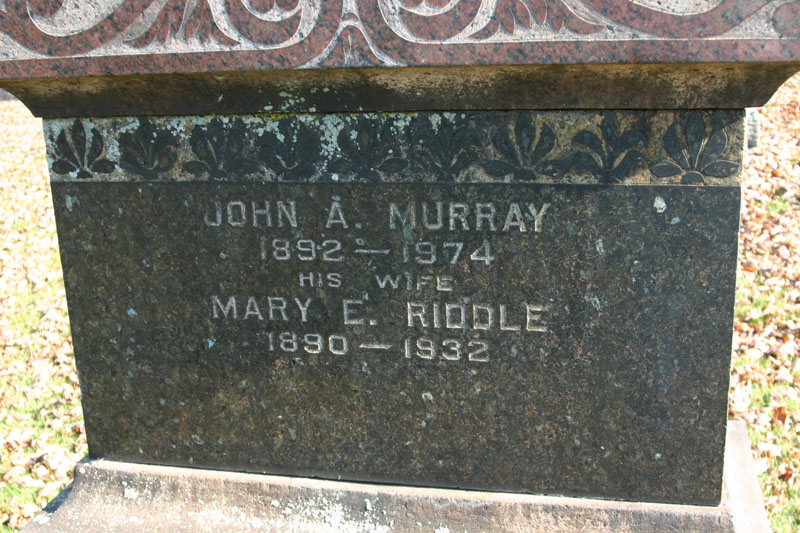 JOHN A. MURRAY
1892 — 1974
HIS WIFE
MARY E. RIDDLE
1890 — 1932